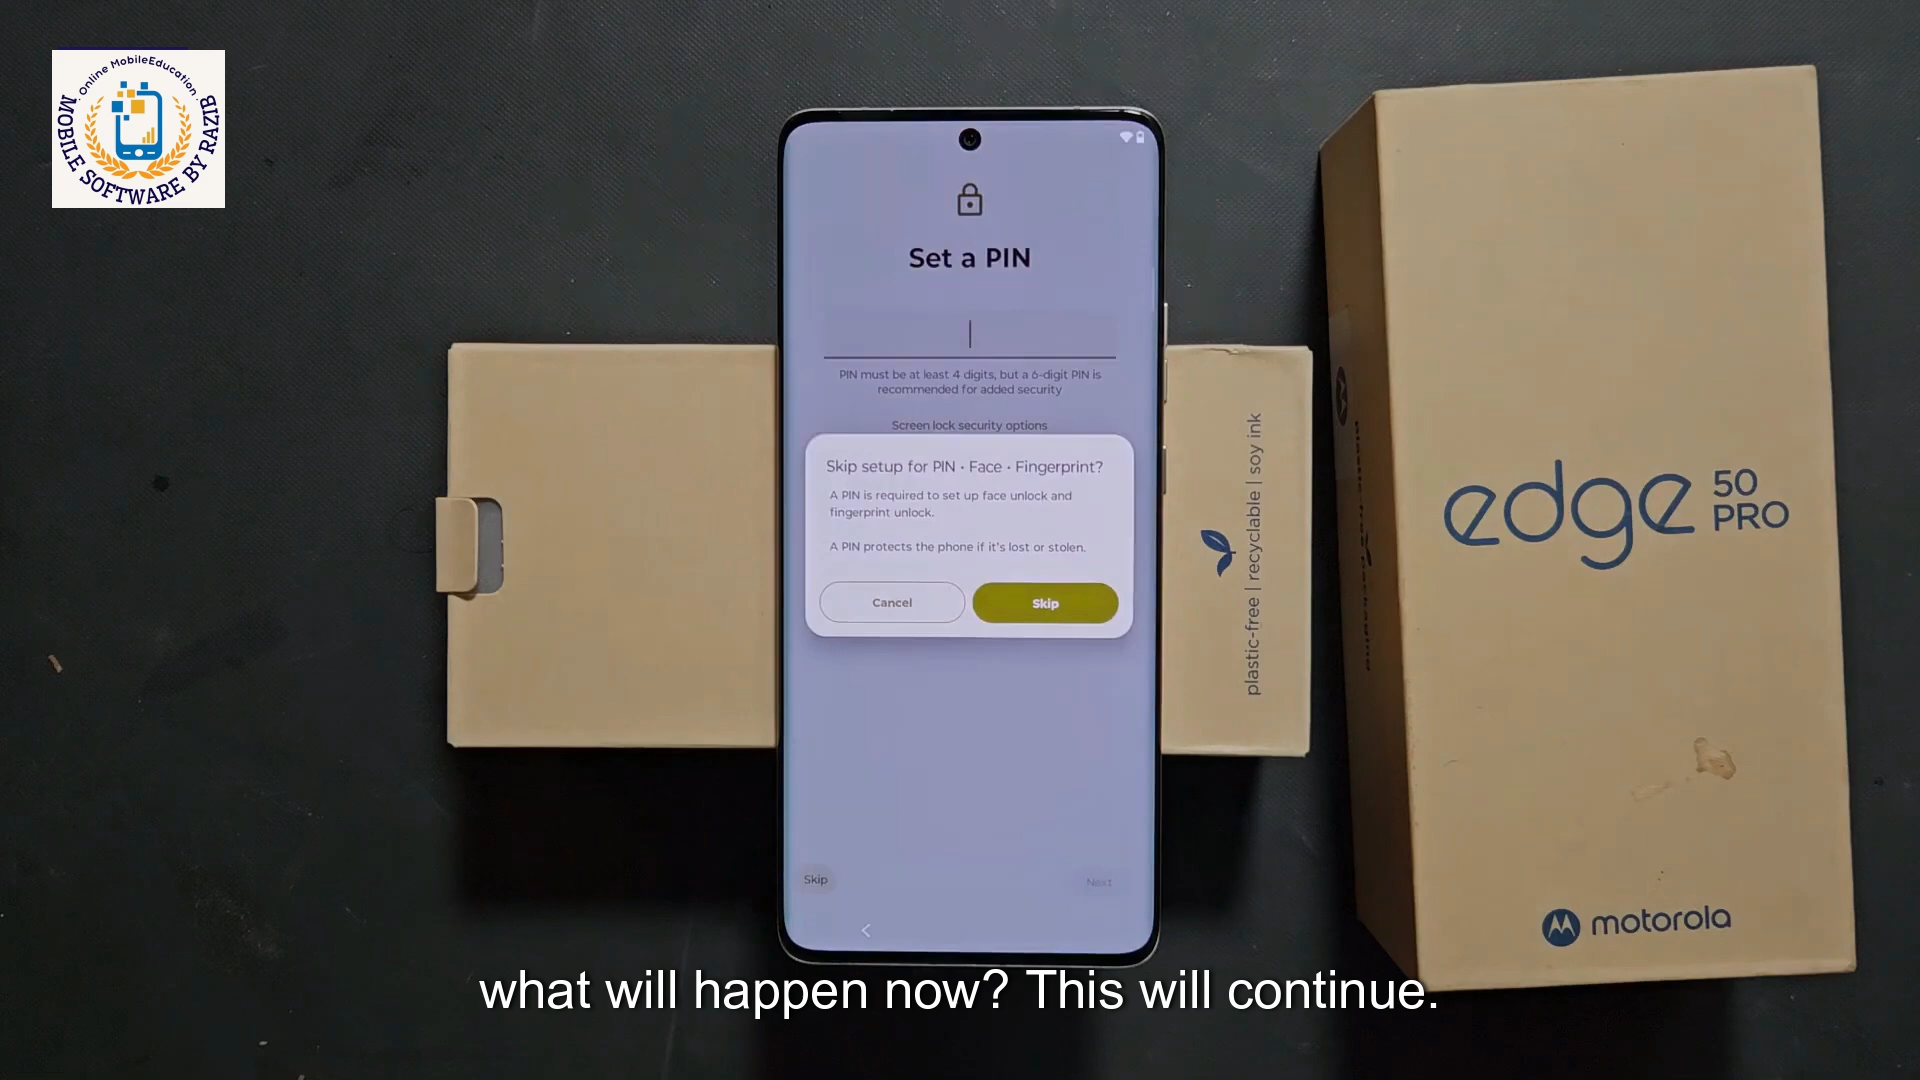 Online MobileEducation
MOBILE SOFTWARE BY RAZIB
Set a PIN
PIN must be at least 4 digits, but a 6-digit PIN is
recommended for added security
Screen lock security options
Skip setup for PIN • Face • Fingerprint?
A PIN is required to set up face unlock and
fingerprint unlock.
A PIN protects the phone if it's lost or stolen.
Cancel
Skip
Skip
Next
plastic-free | recyclable | soy ink
edge 50
PRO
motorola
what will happen now? This will continue.